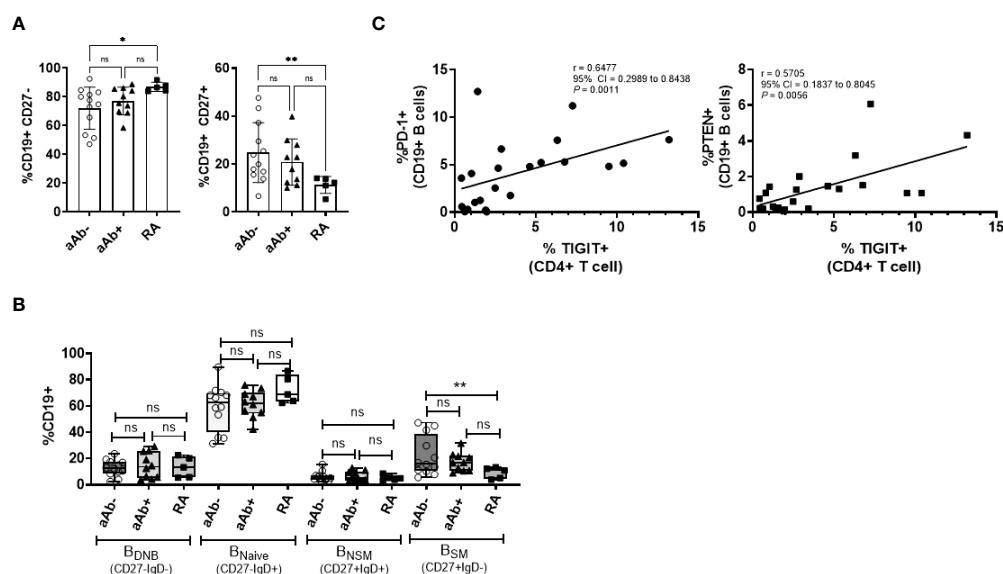 A
*
ns
ns
%CD19+ CD27-
100
80
60
40
20
0
aAb-
aAb+
RA
**
ns
ns
%CD19+ CD27+
60
40
20
0
aAb-
aAb+
RA
C
r = 0.6477
95% CI = 0.2989 to 0.8438
P = 0.0011
%PD-1+
(CD19+ B cells)
15
10
5
0
0
5
10
15
% TIGIT+
(CD4+ T cell)
r = 0.5705
95% CI = 0.1837 to 0.8045
P = 0.0056
%PTEN+
(CD19+ B cells)
8
6
4
2
0
0
5
10
15
% TIGIT+
(CD4+ T cell)
B
%CD19+
100
80
60
40
20
0
ns
ns
ns
ns
ns
ns
ns
ns
ns
**
ns
ns
aAb-
aAb+
RA
aAb-
aAb+
RA
aAb-
aAb+
RA
aAb-
aAb+
RA
BDNB
(CD27-IgD-)
BNaive
(CD27-IgD+)
BNSM
(CD27+IgD+)
BSM
(CD27+IgD-)